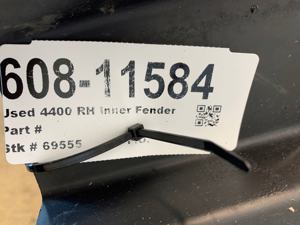 608-11584
Used 4400 RH Inner Fender
Part #
Stk # 69555